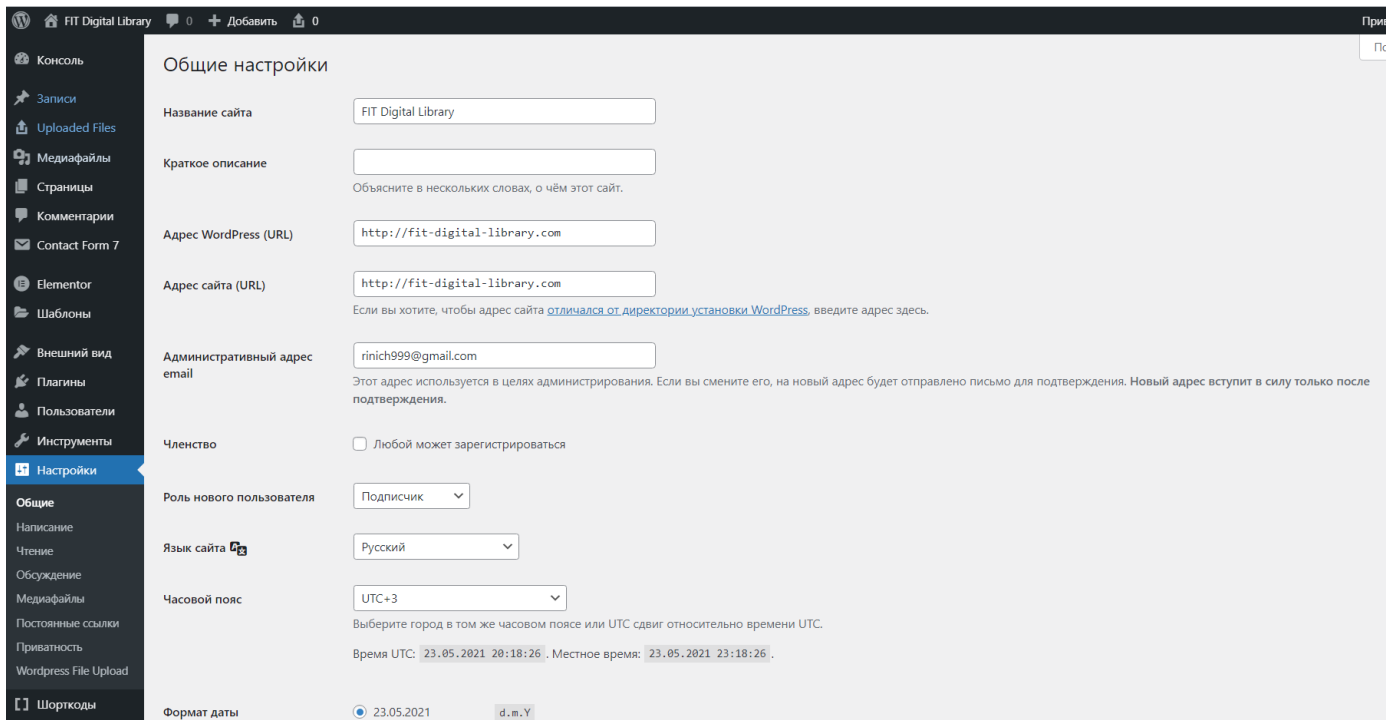 FIT Digital Library 0 Добавить 0
Консоль
Записи
Uploaded Files
Медиафайлы
Страницы
Комментарии
Contact Form 7
Elementor
Шаблоны
Внешний вид
Плагины
Пользователи
Инструменты
Настройки
Общие
Написание
Чтение
Обсуждение
Медиафайлы
Постоянные ссылки
Приватность
Wordpress File Upload
Шорткоды
Общие настройки
Название сайта
FIT Digital Library
Краткое описание
Объясните в нескольких словах, о чём этот сайт.
Адрес WordPress (URL)
http://fit-digital-library.com
Адрес сайта (URL)
http://fit-digital-library.com
Если вы хотите, чтобы адрес сайта отличался от директории установки WordPress, введите адрес здесь.
Административный адрес
email
rinich999@gmail.com
Этот адрес используется в целях администрирования. Если вы смените его, на новый адрес будет отправлено письмо для подтверждения. Новый адрес вступит в силу только после
подтверждения.
Членство
Любой может зарегистрироваться
Роль нового пользователя
Подписчик
Язык сайта
Русский
Часовой пояс
UTC+3
Выберите город в том же часовом поясе или UTC сдвиг относительно времени UTC.
Время UTC: 23.05.2021 20:18:26 . Местное время: 23.05.2021 23:18:26 .
Формат даты
23.05.2021 d.m.Y